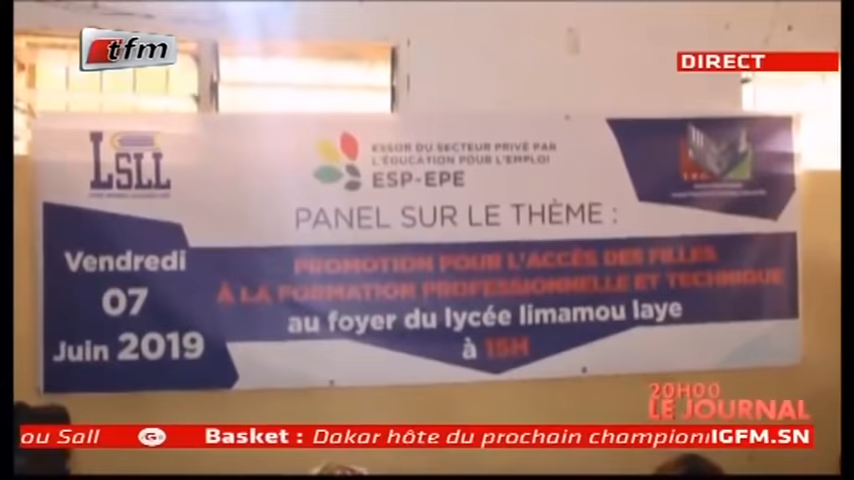 tfm
DIRECT
LSLL
ESSOR DU SECTEUR PRIVÉ PAR
L'ÉDUCATION POUR L'EMPLOI
ESP-EPE
PANEL SUR LE THÈME :
Vendredi
07
Juin 2019
PROMOTION POUR L'ACCÈS DES FILLES
À LA FORMATION PROFESSIONNELLE ET TECHNIQUE
au foyer du lycée limamou laye
à 15H
20H00
LE JOURNAL
ou Sall Basket : Dakar hôte du prochain champion IGFM.SN